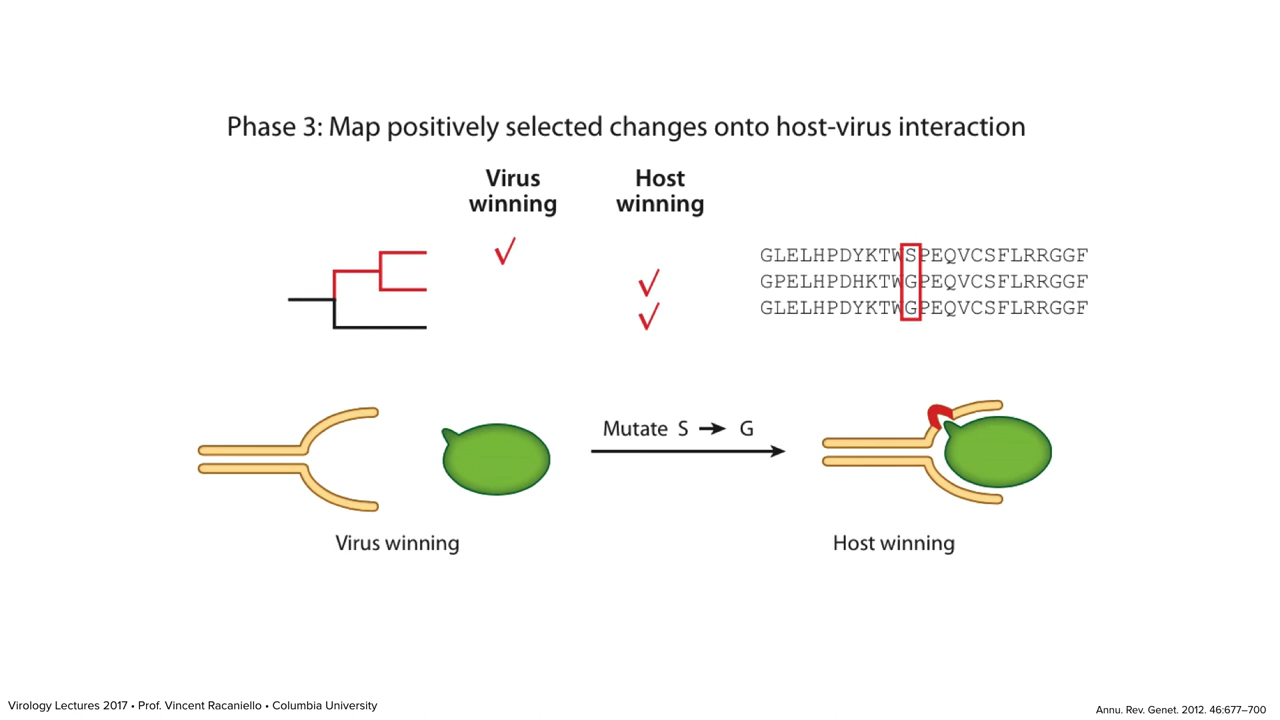 Phase 3: Map positively selected changes onto host-virus interaction
Virus
winning
Host
winning
GLELHPDYKTWSPEQVCSFLRRGGF
GPELHPDHKTWGPEQVCSFLRRGGF
GLELHPDYKTWGPEQVCSFLRRGGF
Mutate S → G
Virus winning
Host winning
Virology Lectures 2017 • Prof. Vincent Racaniello • Columbia University
Annu. Rev. Genet. 2012. 46:677–700